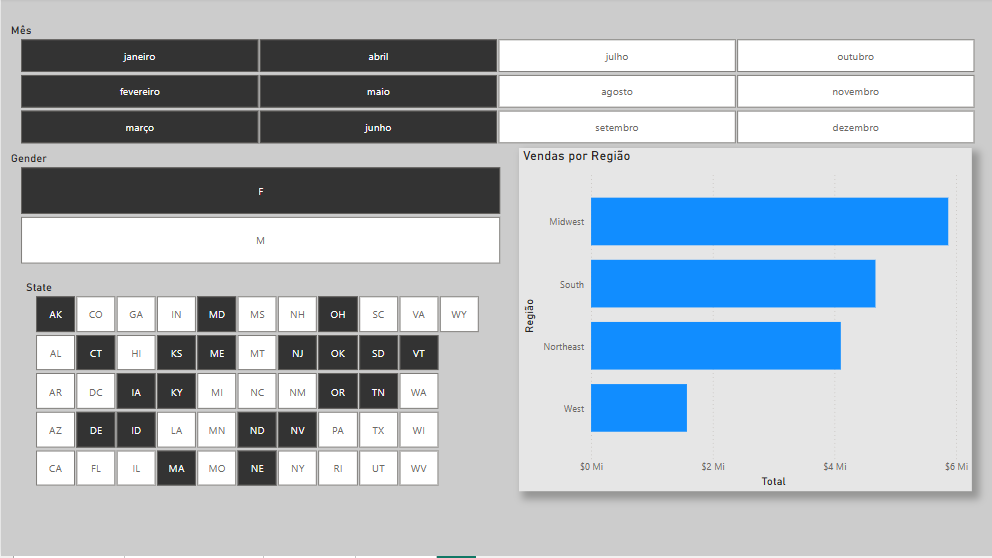 Mês
janeiro abril julho outubro
fevereiro maio agosto novembro
março junho setembro dezembro
Gender
F
M
State
AK CO GA IN MD MS NH OH SC VA WY
AL CT HI KS ME MT NJ OK SD VT
AR DC IA KY MI NC NM OR TN WA
AZ DE ID LA MN ND NV PA TX WI
CA FL IL MA MO NE NY RI UT WV
Vendas por Região
Região
Midwest
South
Northeast
West
$0 Mi $2 Mi $4 Mi $6 Mi
Total